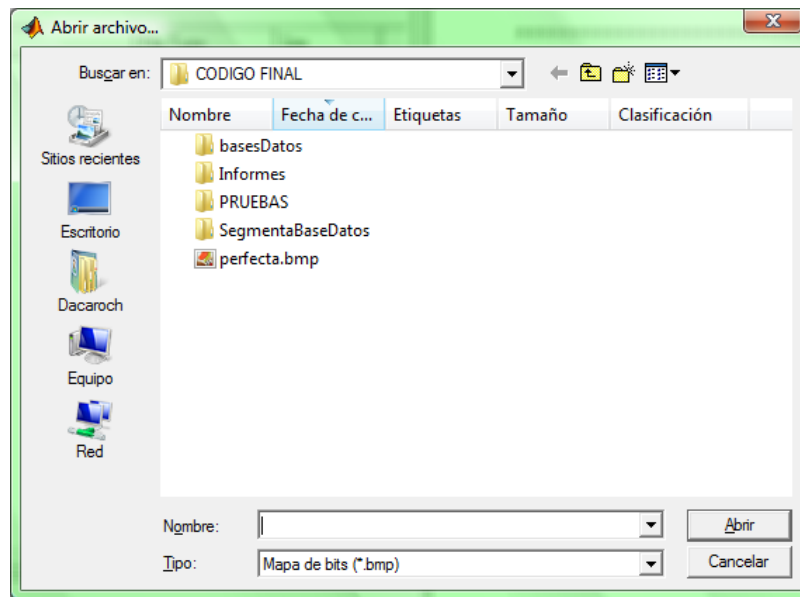 Abrir archivo...
Buscar en: CODIGO FINAL
Nombre Fecha de c... Etiquetas Tamaño Clasificación
basesDatos
Informes
PRUEBAS
SegmentaBaseDatos
perfecta.bmp
Sitios recientes
Escritorio
Dacaroch
Equipo
Red
Nombre: Abrir
Tipo: Mapa de bits (*.bmp) Cancelar